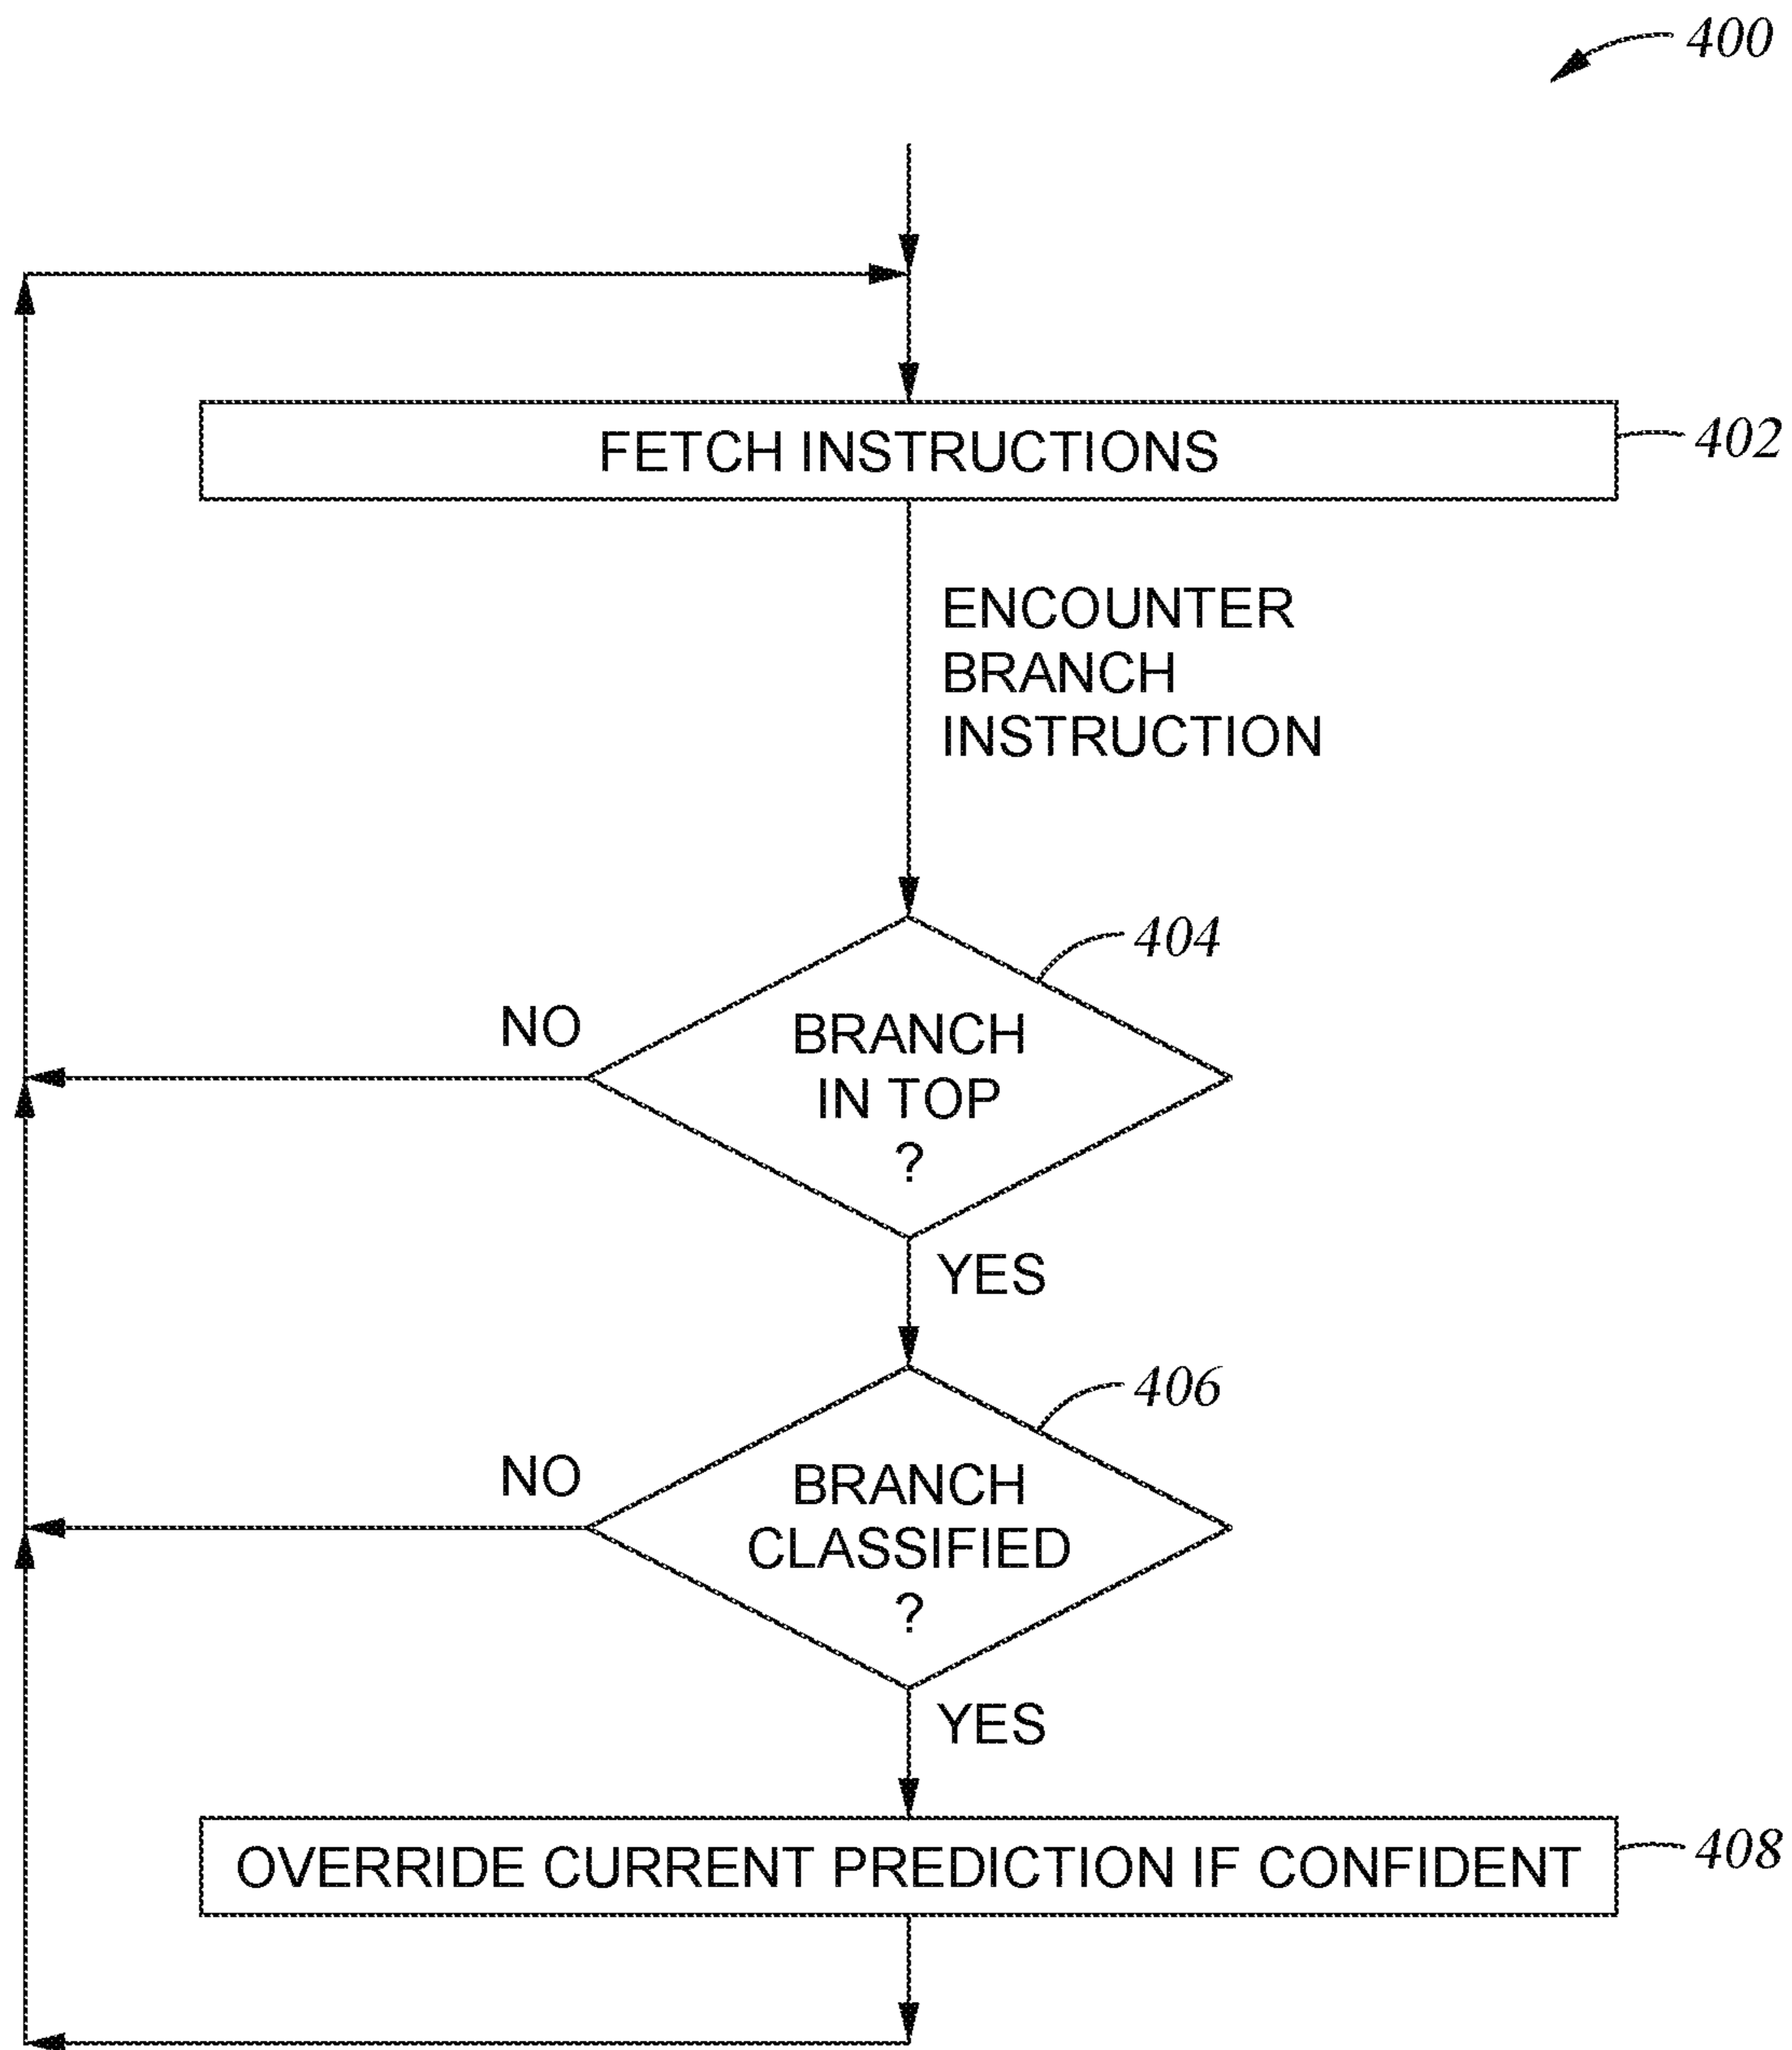 400
FETCH INSTRUCTIONS
402
ENCOUNTER
BRANCH
INSTRUCTION
404
NO
BRANCH
IN TOP
?
YES
406
NO
BRANCH
CLASSIFIED
?
YES
OVERRIDE CURRENT PREDICTION IF CONFIDENT
408